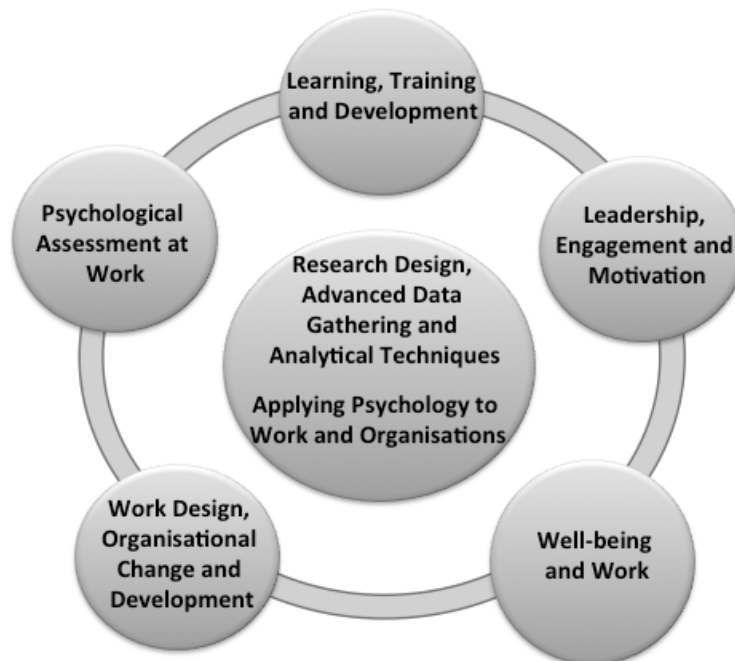 Learning, Training
and Development
Psychological
Assessment at
Work
Leadership,
Engagement and
Motivation
Research Design,
Advanced Data
Gathering and
Analytical Techniques
Applying Psychology to
Work and Organisations
Work Design,
Organisational
Change and
Development
Well-being
and Work